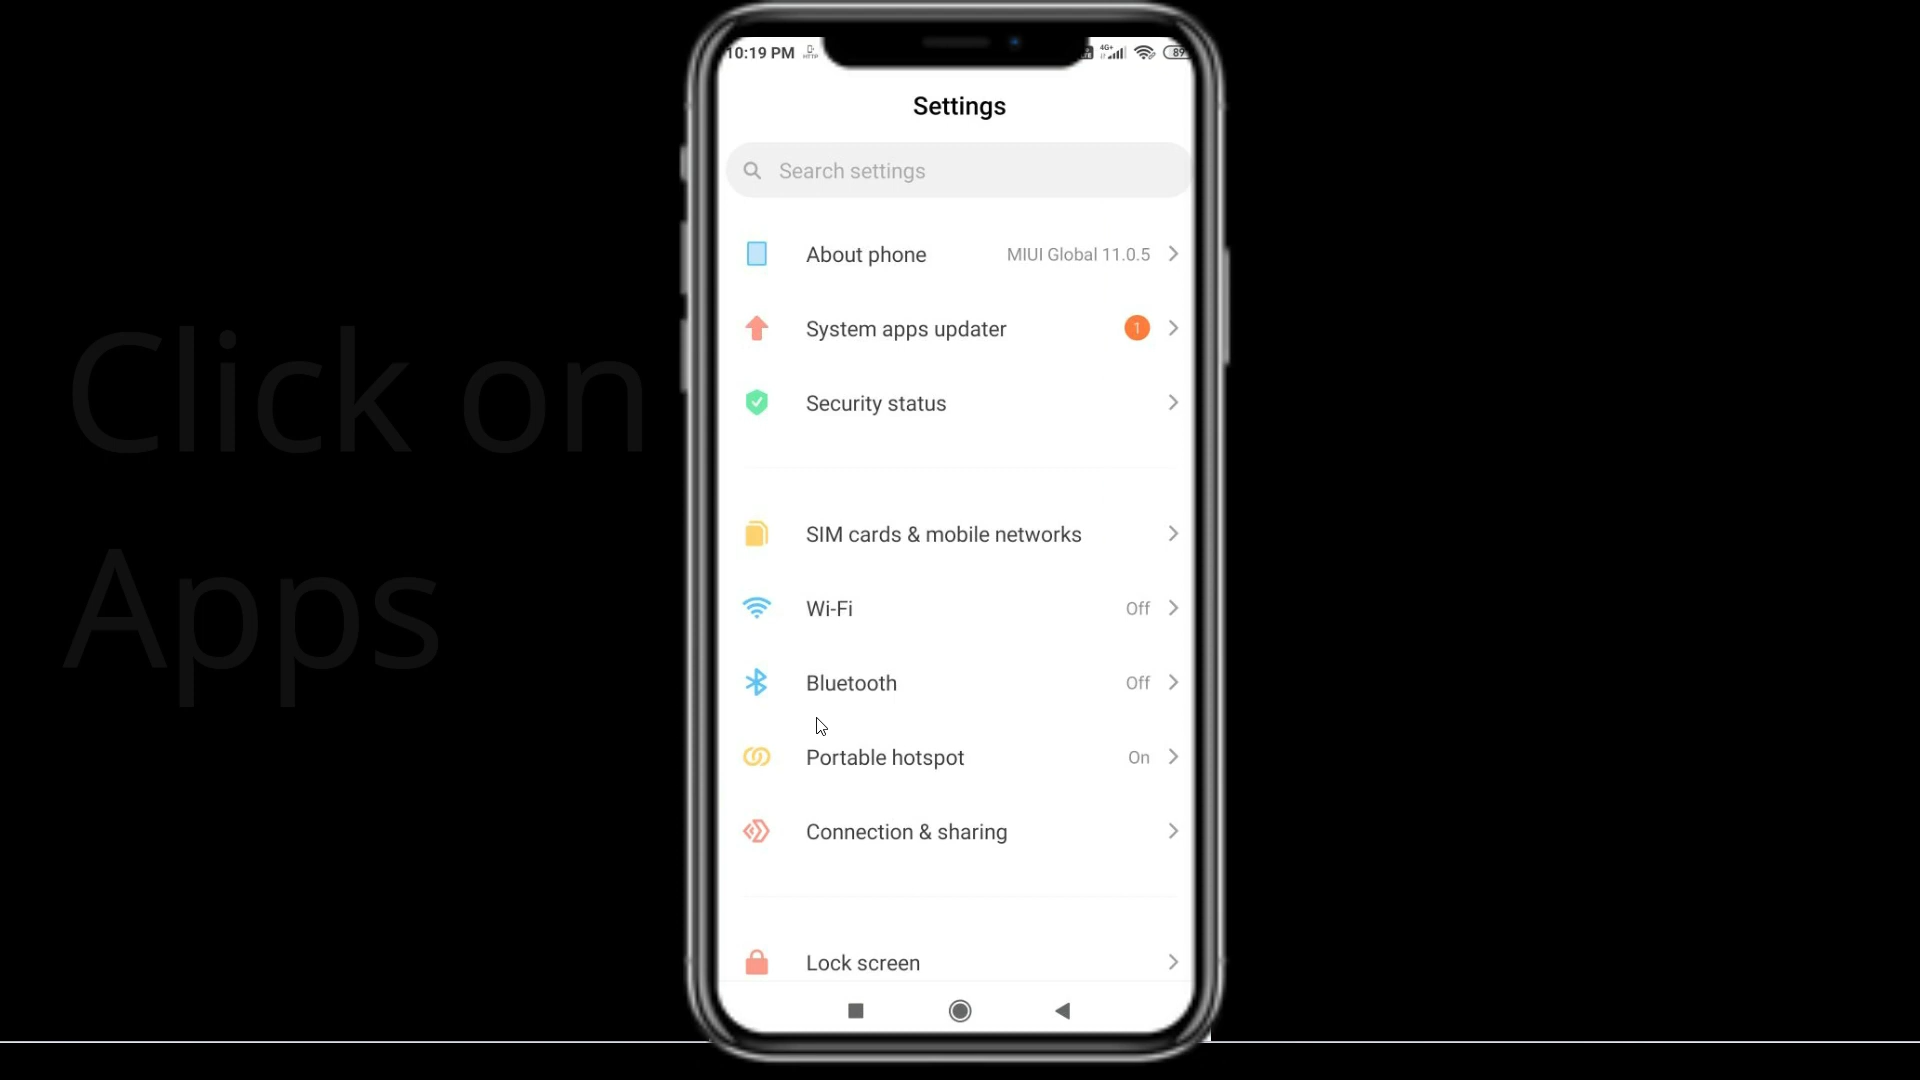 10:19 PM
4G+
89
Settings
Search settings
About phone
MIUI Global 11.0.5
System apps updater
1
Security status
SIM cards & mobile networks
Wi-Fi
Off
Bluetooth
Off
Portable hotspot
On
Connection & sharing
Lock screen
Click on
Apps